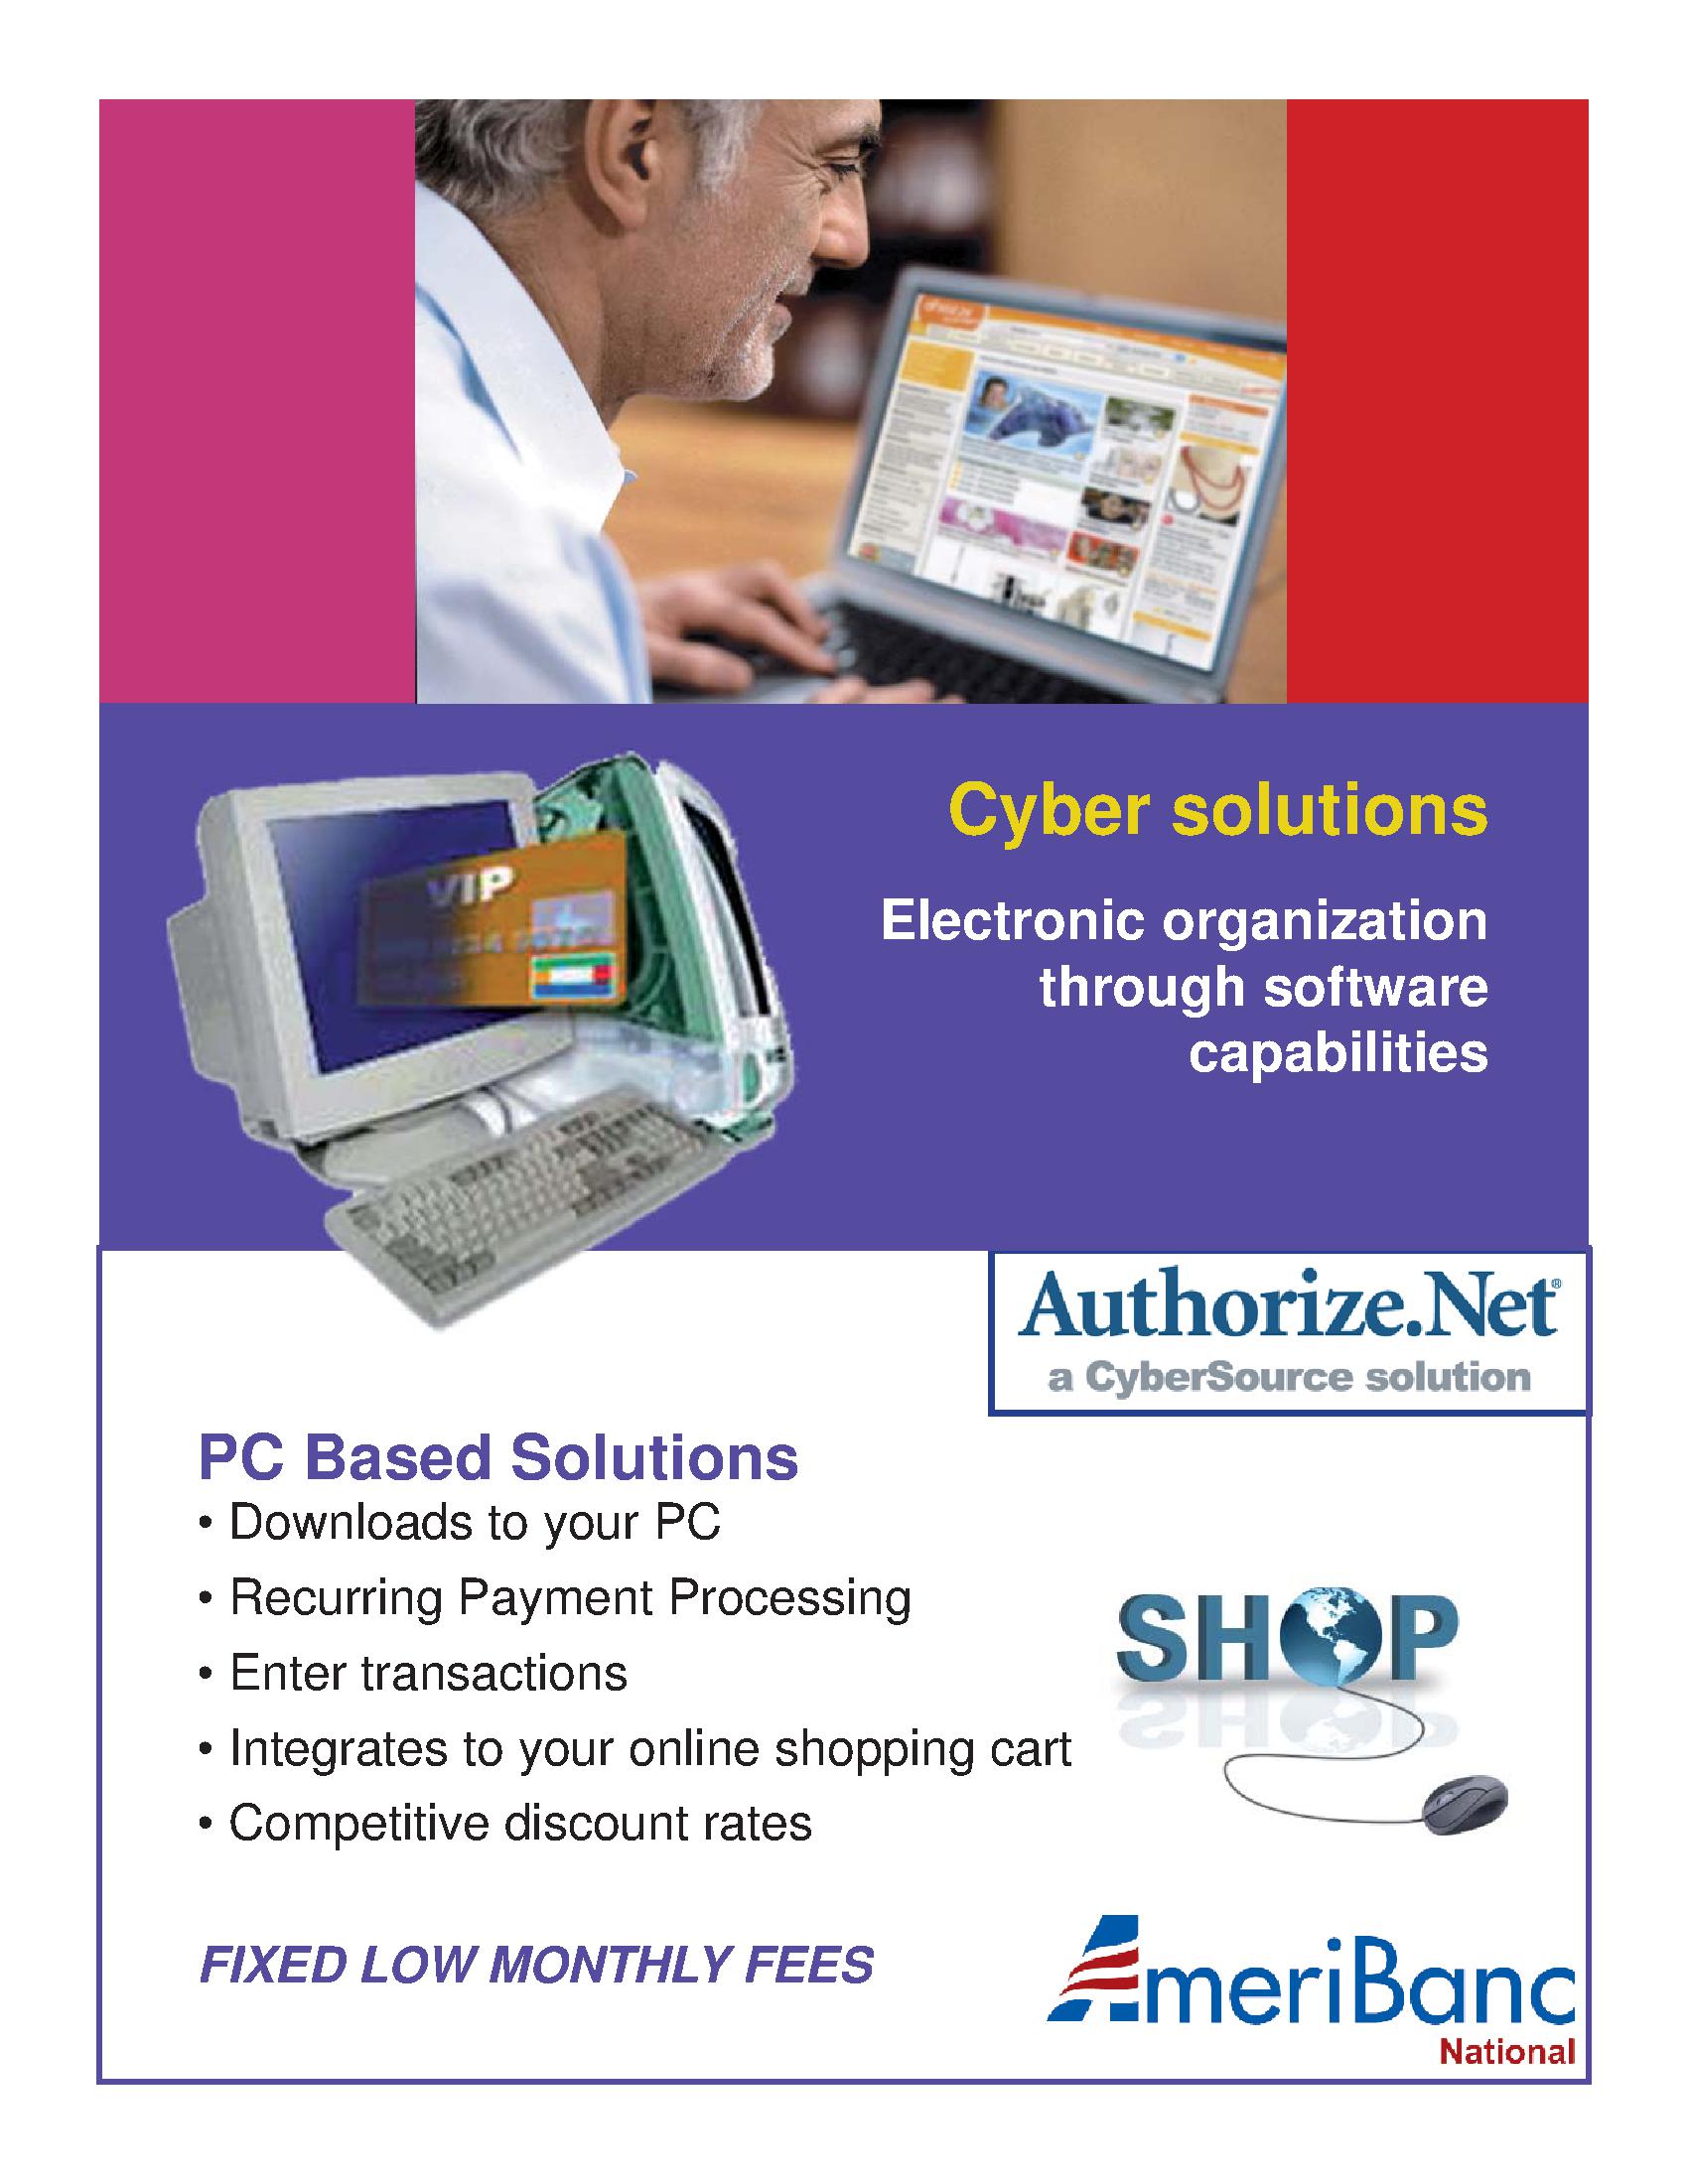 VIP
Cyber solutions
Electronic organization
through software
capabilities
Authorize.Net®
a CyberSource solution
PC Based Solutions
• Downloads to your PC
• Recurring Payment Processing
• Enter transactions
• Integrates to your online shopping cart
• Competitive discount rates
SHOP
FIXED LOW MONTHLY FEES
AmeriBanc
National